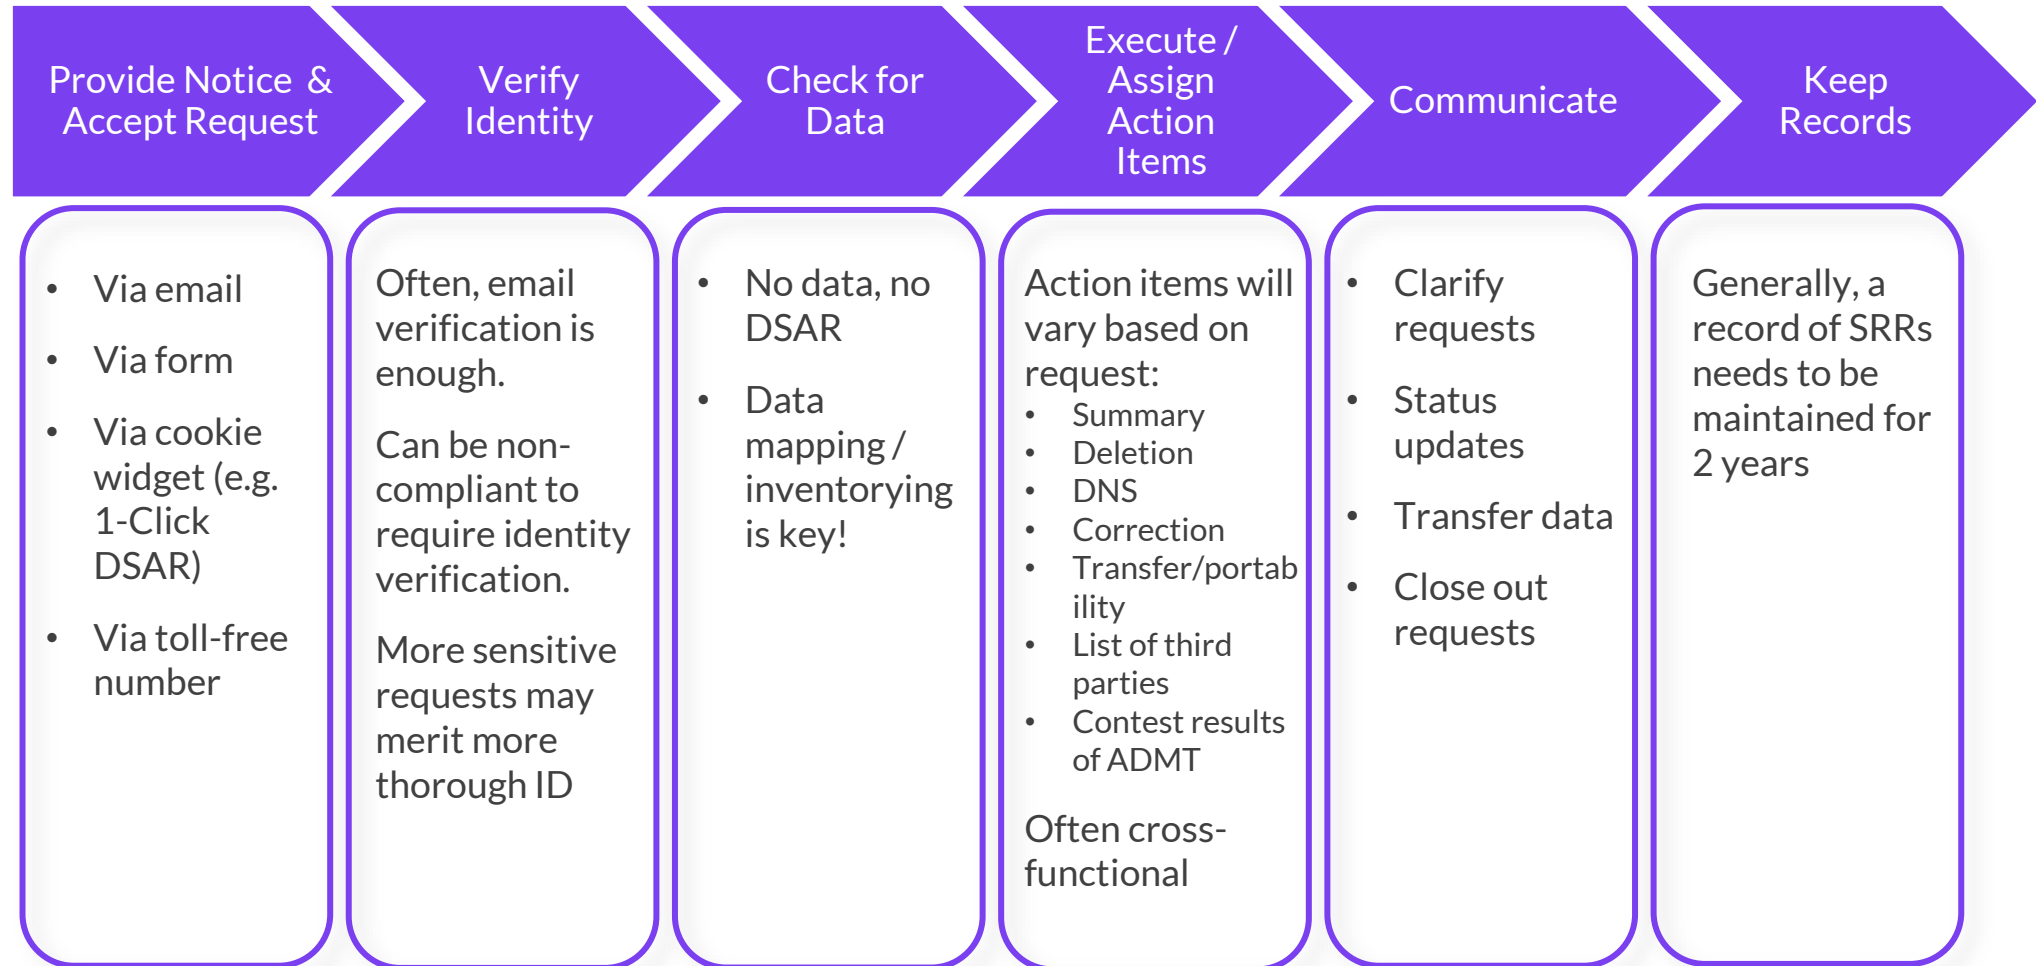 Provide Notice &
Accept Request
Verify
Identity
Check for
Data
Execute /
Assign
Action
Items
Communicate
Keep
Records
• Via email
• Via form
• Via cookie
widget (e.g.
1-Click
DSAR)
• Via toll-free
number
Often, email
verification is
enough.
Can be non-
compliant to
require identity
verification.
More sensitive
requests may
merit more
thorough ID
• No data, no
DSAR
• Data
mapping /
inventorying
is key!
Action items will
vary based on
request:
• Summary
• Deletion
• DNS
• Correction
• Transfer/portab
ility
• List of third
parties
• Contest results
of ADMT
Often cross-
functional
• Clarify
requests
• Status
updates
• Transfer data
• Close out
requests
Generally, a
record of SRRs
needs to be
maintained for
2 years